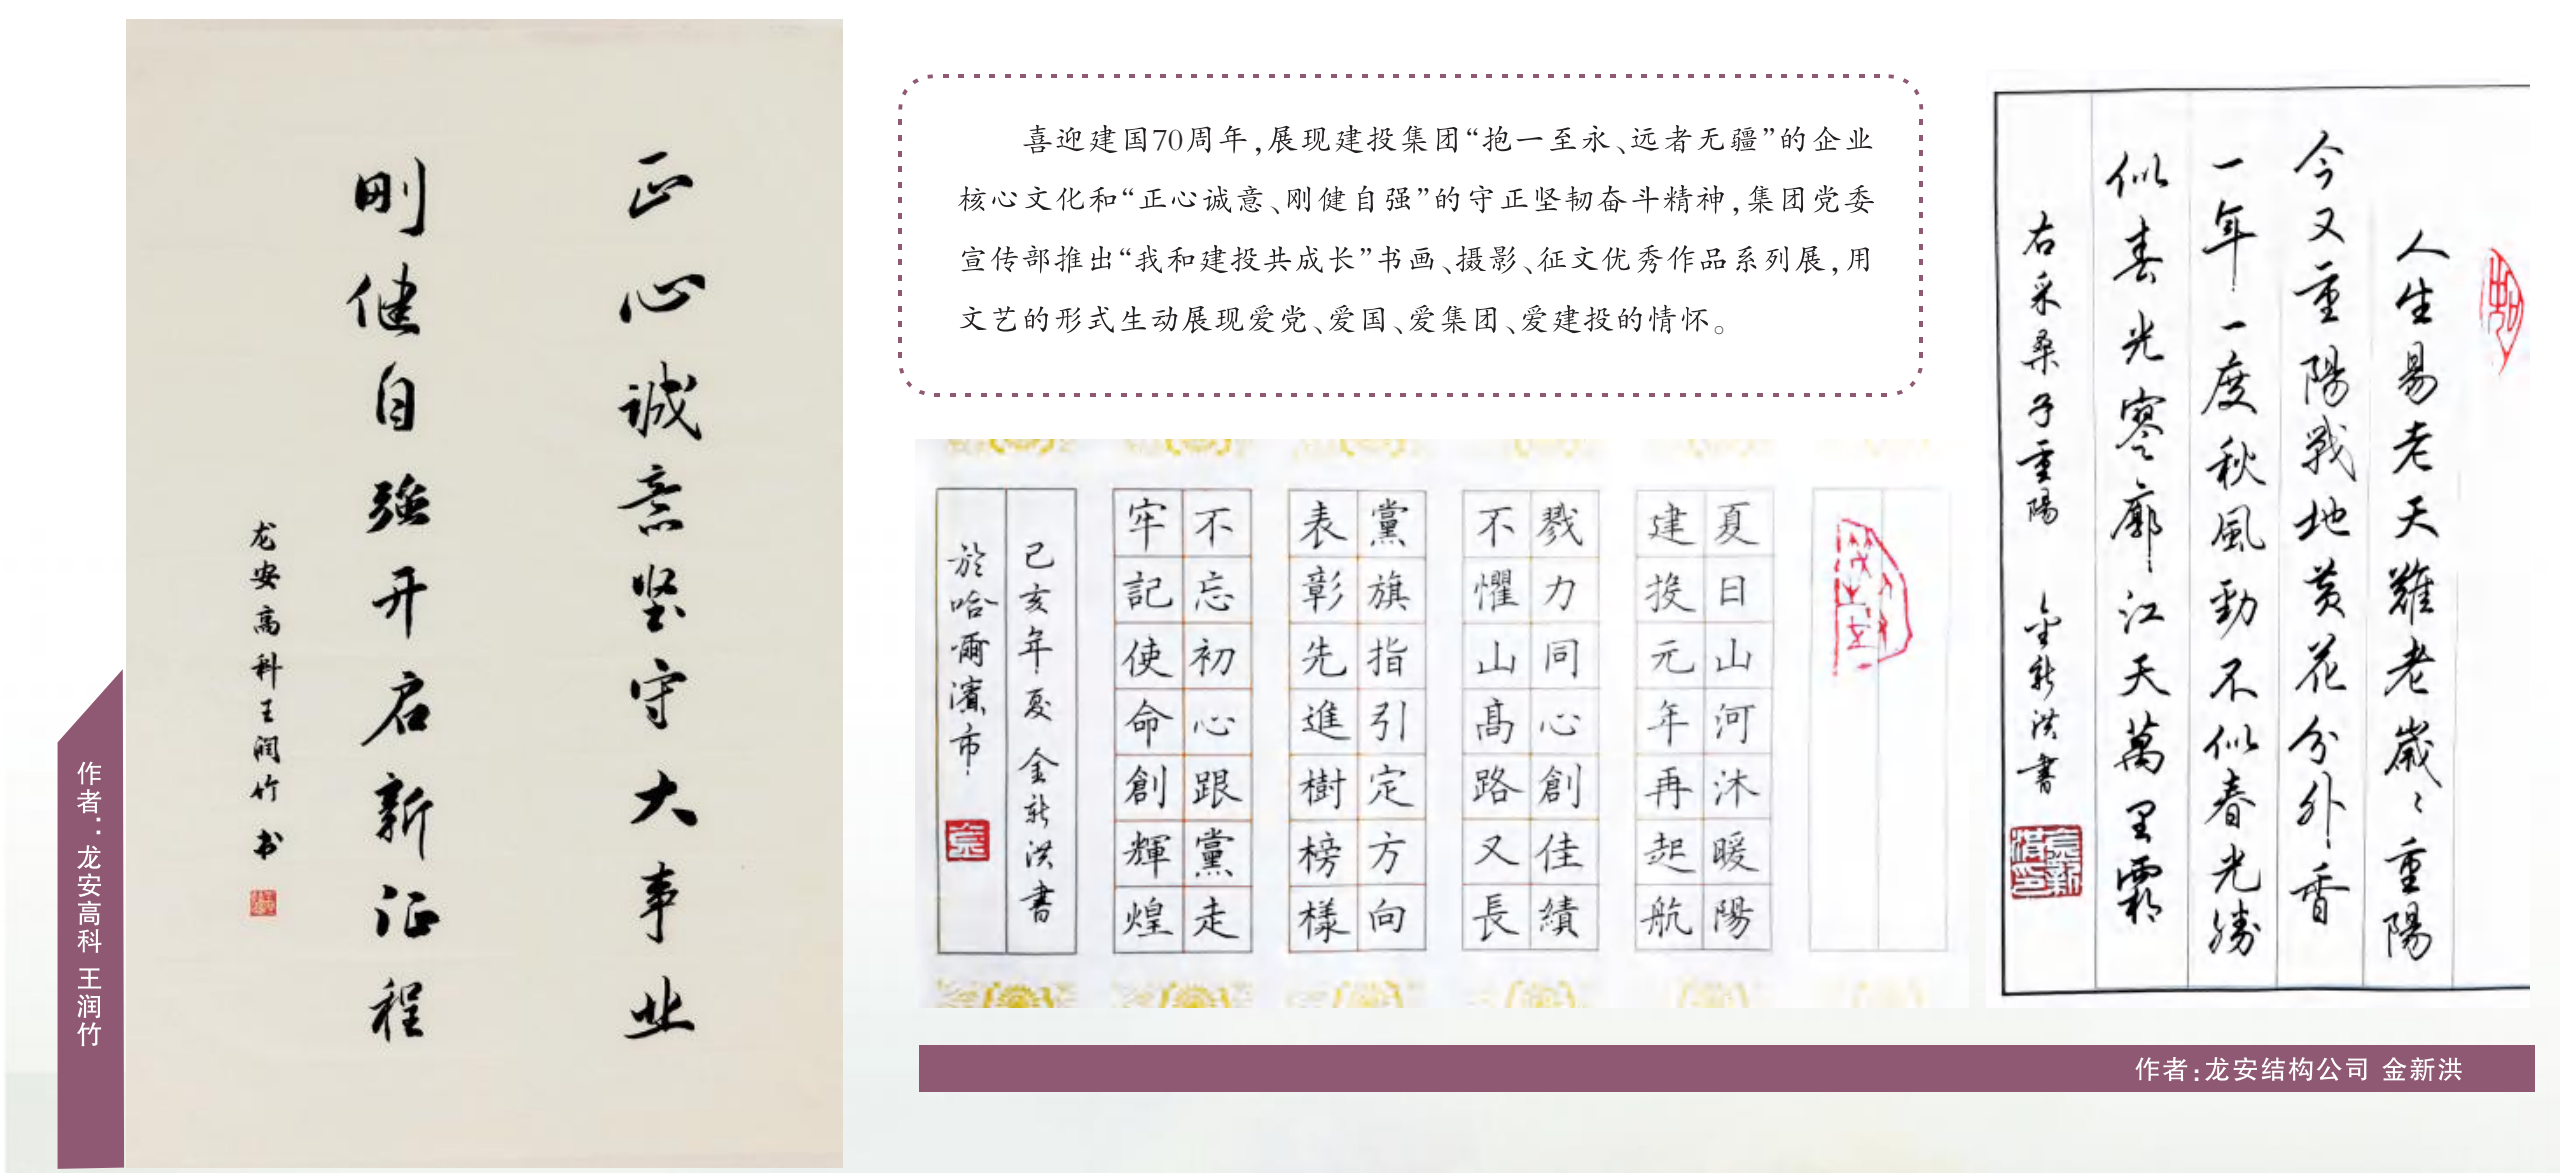 正心诚意坚守大事业
刚健自强开启新征程
龙安高科王润竹书
作者：龙安高科 王润竹
喜迎建国70周年，展现建投集团“抱一至永、远者无疆”的企业
核心文化和“正心诚意、刚健自强”的守正坚韧奋斗精神，集团党委
宣传部推出“我和建投共成长”书画、摄影、征文优秀作品系列展，用
文艺的形式生动展现爱党、爱国、爱集团、爱建投的情怀。
夏日山河沐暖陽
建投元年再起航
戮力同心創佳績
不懼山高路又長
黨旗指引定方向
表彰先進樹榜樣
不忘初心跟黨走
牢記使命創輝煌
己亥年夏 金新洪書
於哈爾濱市
人生易老天難老歲歲重陽
今又重陽戰地黃花分外香
一年一度秋風勁不似春光勝
似春光寥廓江天萬里霜
右采桑子重陽 金新洪書
作者：龙安结构公司 金新洪